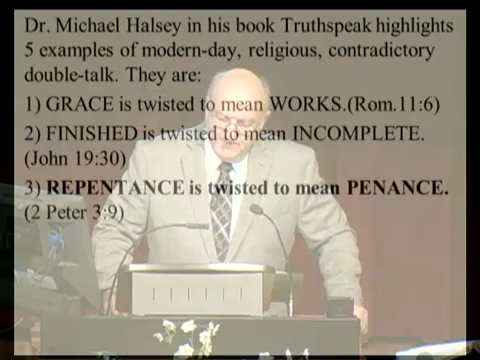 Dr. Michael Halsey in his book Truthspeak highlights
5 examples of modern-day, religious, contradictory
double-talk. They are:
1) GRACE is twisted to mean WORKS.(Rom.11:6)
2) FINISHED is twisted to mean INCOMPLETE.
(John 19:30)
3) REPENTANCE is twisted to mean PENANCE.
(2 Peter 3:9)